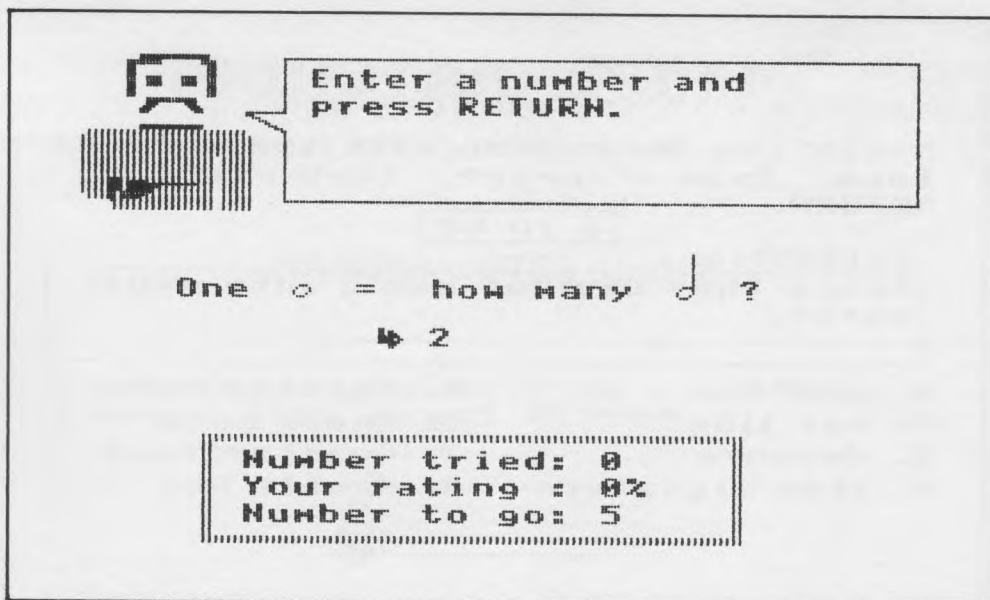 Enter a number and
press RETURN.
One 𝅝 = how many 𝅗𝅥 ?
2
Number tried: 0
Your rating : 0%
Number to go: 5